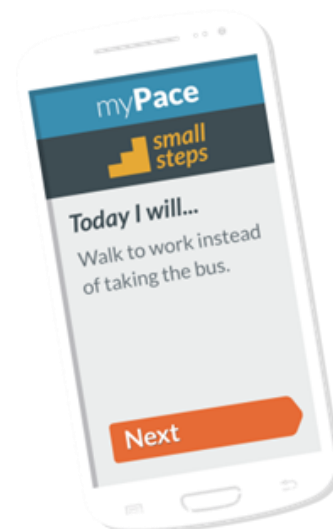 myPace
small
steps
Today I will...
Walk to work instead
of taking the bus.
Next